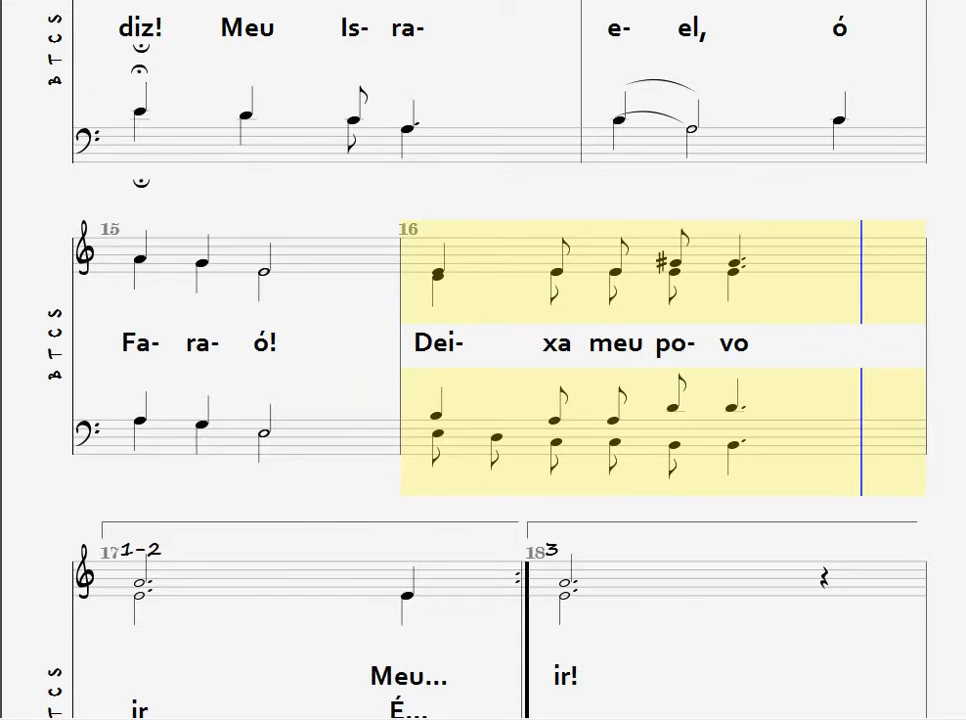 diz! Meu Is- ra- e- el, ó
B T C S
15 16
Fa- ra- ó! Dei- xa meu po- vo
B T C S
17 1-2 18 3
Meu... ir!
B T C S
ir É...